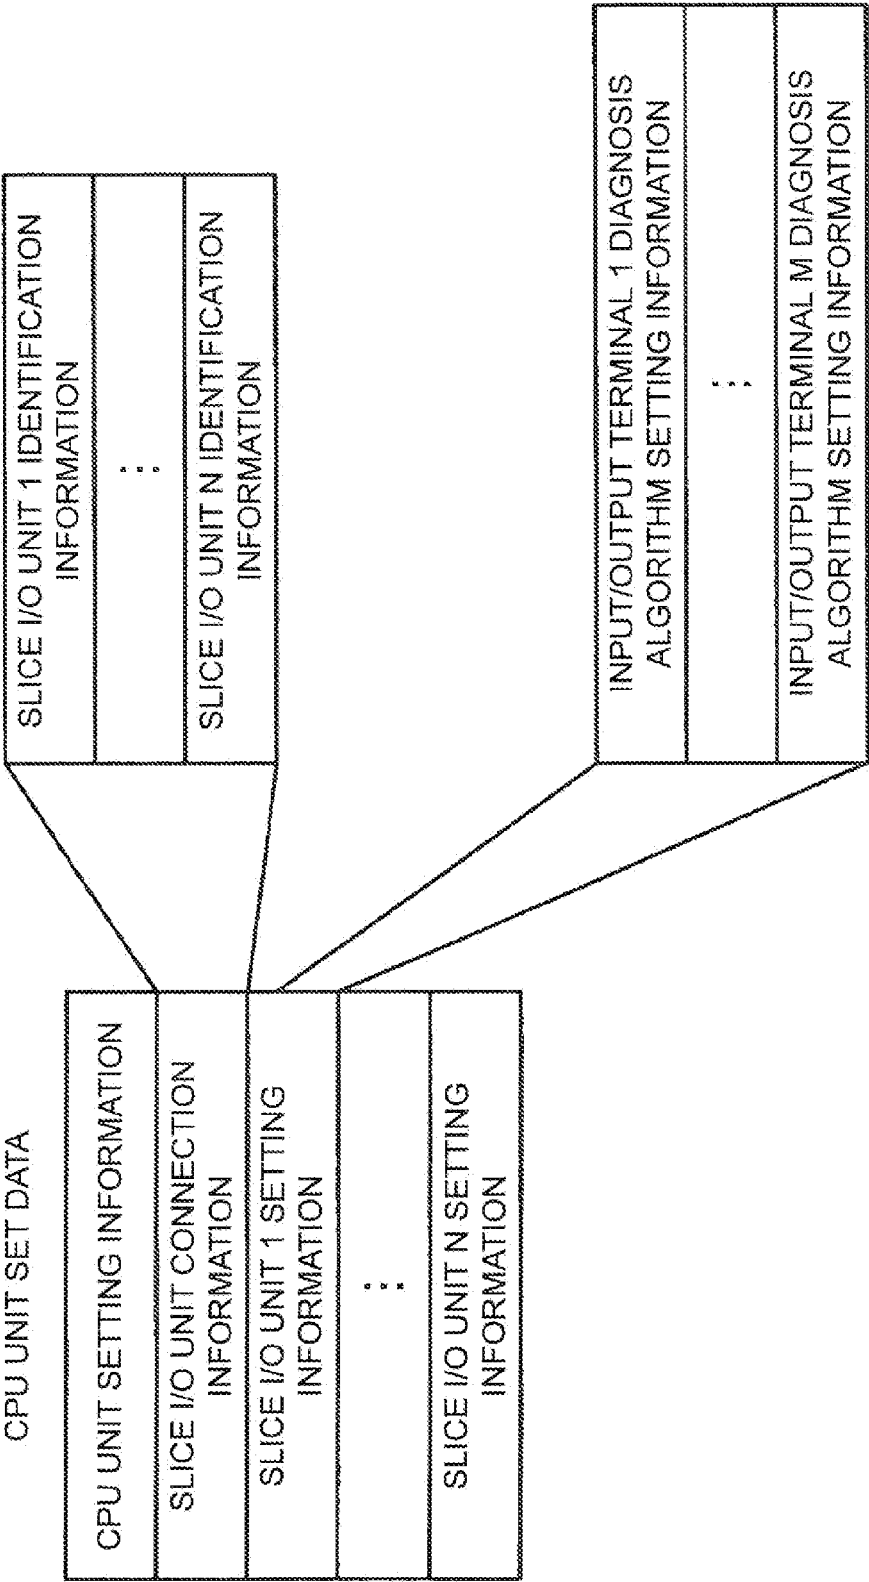 CPU UNIT SET DATA
CPU UNIT SETTING INFORMATION
SLICE I/O UNIT CONNECTION
INFORMATION
SLICE I/O UNIT 1 SETTING
INFORMATION
...
SLICE I/O UNIT N SETTING
INFORMATION
SLICE I/O UNIT 1 IDENTIFICATION
INFORMATION
...
SLICE I/O UNIT N IDENTIFICATION
INFORMATION
INPUT/OUTPUT TERMINAL 1 DIAGNOSIS
ALGORITHM SETTING INFORMATION
...
INPUT/OUTPUT TERMINAL M DIAGNOSIS
ALGORITHM SETTING INFORMATION